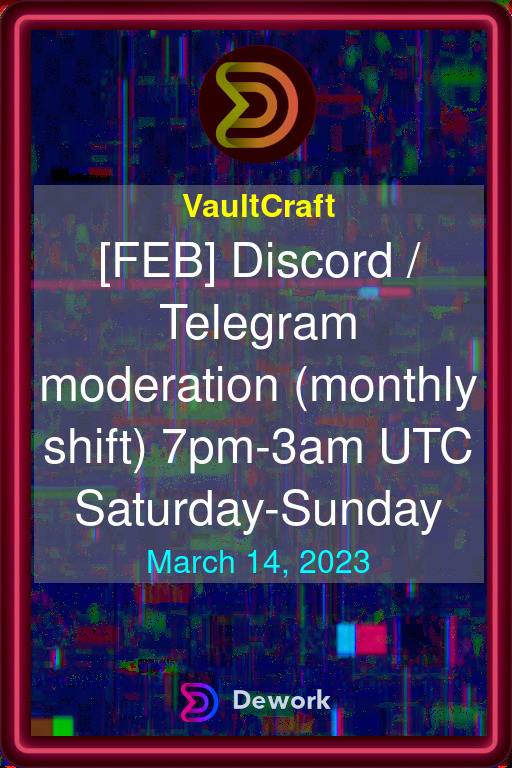 VaultCraft
[FEB] Discord /
Telegram
moderation (monthly
shift) 7pm-3am UTC
Saturday-Sunday
March 14, 2023
Dework